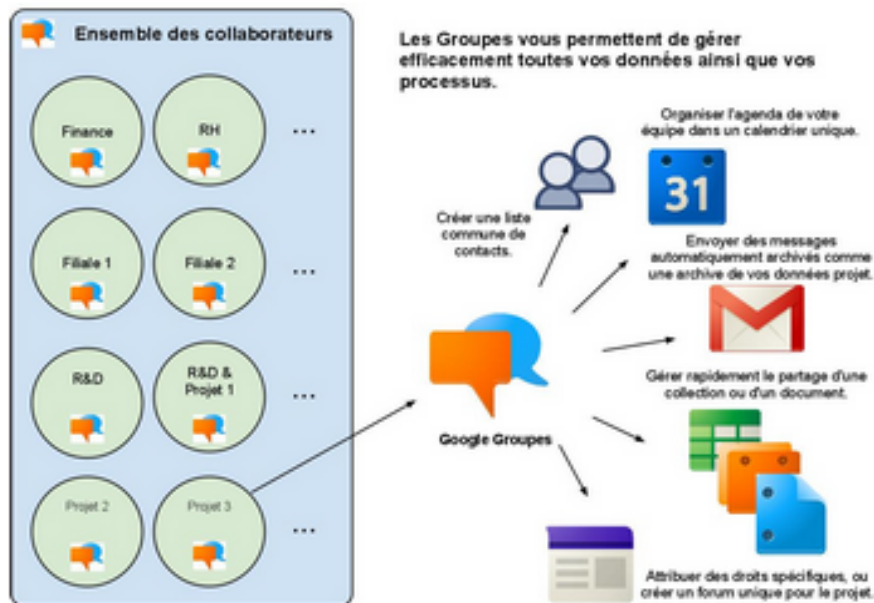 Ensemble des collaborateurs
Finance
RH
...
Filiale 1
Filiale 2
...
R&D
R&D &
Projet 1
...
Projet 2
Projet 3
...
Les Groupes vous permettent de gérer
efficacement toutes vos données ainsi que vos
processus.
Organiser l'agenda de votre
équipe dans un calendrier unique.
31
Créer une liste
commune de
contacts.
Envoyer des messages
automatiquement archivés comme
une archive de vos données projet.
Gérer rapidement le partage d'une
collection ou d'un document.
Google Groupes
Attribuer des droits spécifiques, ou
créer un forum unique pour le projet.